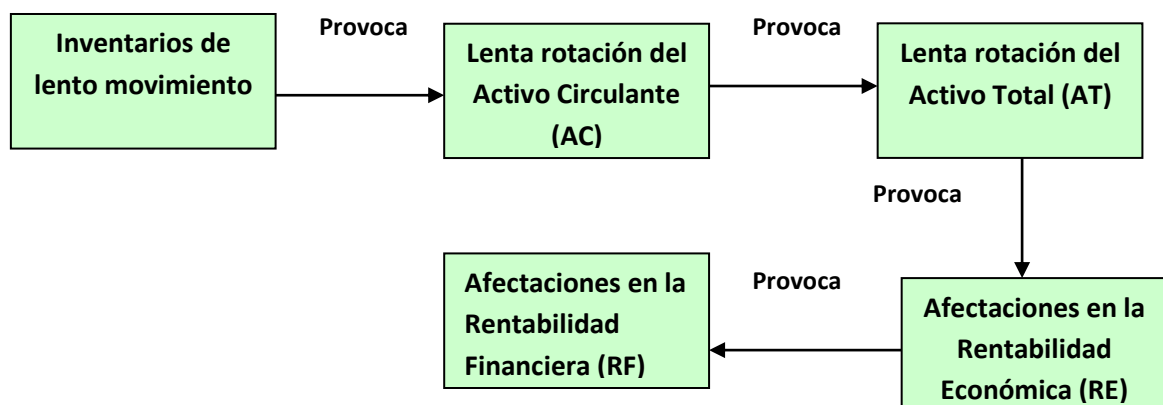 Inventarios de
lento movimiento
Provoca
Lenta rotación del
Activo Circulante
(AC)
Provoca
Lenta rotación del
Activo Total (AT)
Provoca
Afectaciones en la
Rentabilidad
Económica (RE)
Provoca
Afectaciones en la
Rentabilidad
Financiera (RF)